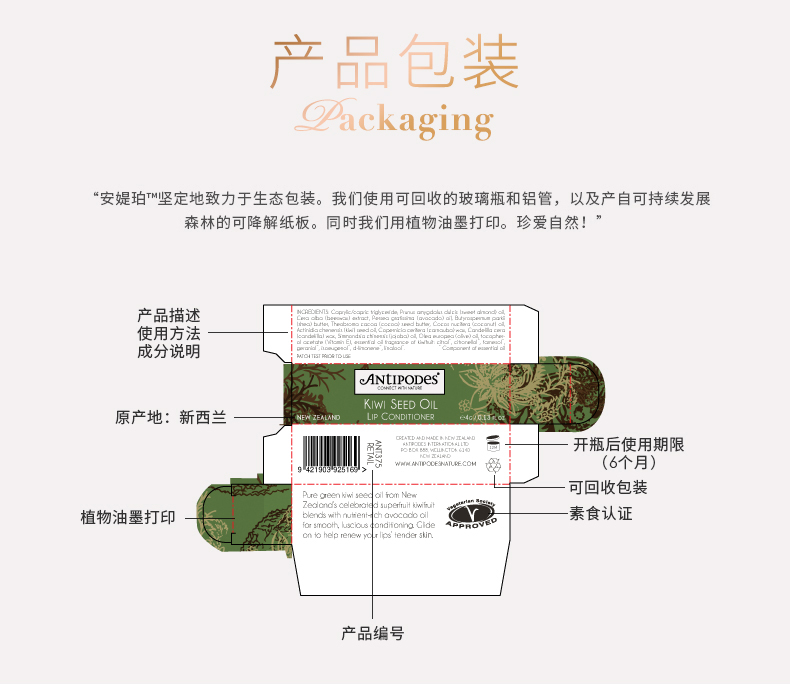 产品包装
Packaging
“安媞珀™坚定地致力于生态包装。我们使用可回收的玻璃瓶和铝管，以及产自可持续发展
森林的可降解纸板。同时我们用植物油墨打印。珍爱自然！”
产品描述
使用方法
成分说明
INGREDIENTS: Caprylic/capric triglyceride, Prunus amygdalus dulcis (sweet almond) oil,
Cera alba (beeswax) extract, Persea gratissima (avocado) oil, Butyrospermum parkii
(shea) butter, Theobroma cacao (cocoa) seed butter, Cocos nucifera (coconut) oil,
Actinidia chinensis (kiwi) seed oil, Copernicia cerifera (carnauba) wax, Candelilla cera
(candelilla) wax, Simmondsia chinensis (jojoba) oil, Olea europea (olive) oil, tocopher-
ol acetate (Vitamin E), essential oil fragrance of kiwifruit, citral*, citronellol*, farnesol*,
geraniol*, isoeugenol*, d-limonene*, linalool* *Component of essential oil
PATCH TEST PRIOR TO USE
ANTIPODES®
CONNECT WITH NATURE
KIWI SEED OIL
LIP CONDITIONER
NEW ZEALAND
℮4g/0.13 fl oz
原产地：新西兰
ANT375
RETAIL
9 421903 925169 >
CREATED AND MADE IN NEW ZEALAND
ANTIPODES INTERNATIONAL LTD
PO BOX 888, WELLINGTON 6140
NEW ZEALAND
WWW.ANTIPODESNATURE.COM
开瓶后使用期限
（6个月）
可回收包装
素食认证
Pure green kiwi seed oil from New
Zealand's celebrated superfruit kiwifruit
blends with nutrient-rich avocado oil
for smooth, luscious conditioning. Glide
on to help renew your lips' tender skin.
Vegetarian Society
APPROVED
植物油墨打印
产品编号